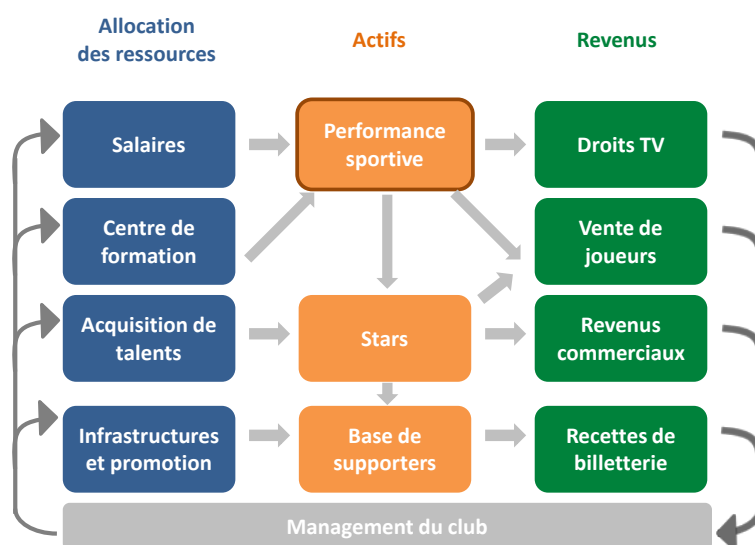 Allocation
des ressources
Actifs
Revenus
Salaires
Performance
sportive
Droits TV
Centre de
formation
Vente de
joueurs
Acquisition de
talents
Stars
Revenus
commerciaux
Infrastructures
et promotion
Base de
supporters
Recettes de
billetterie
Management du club